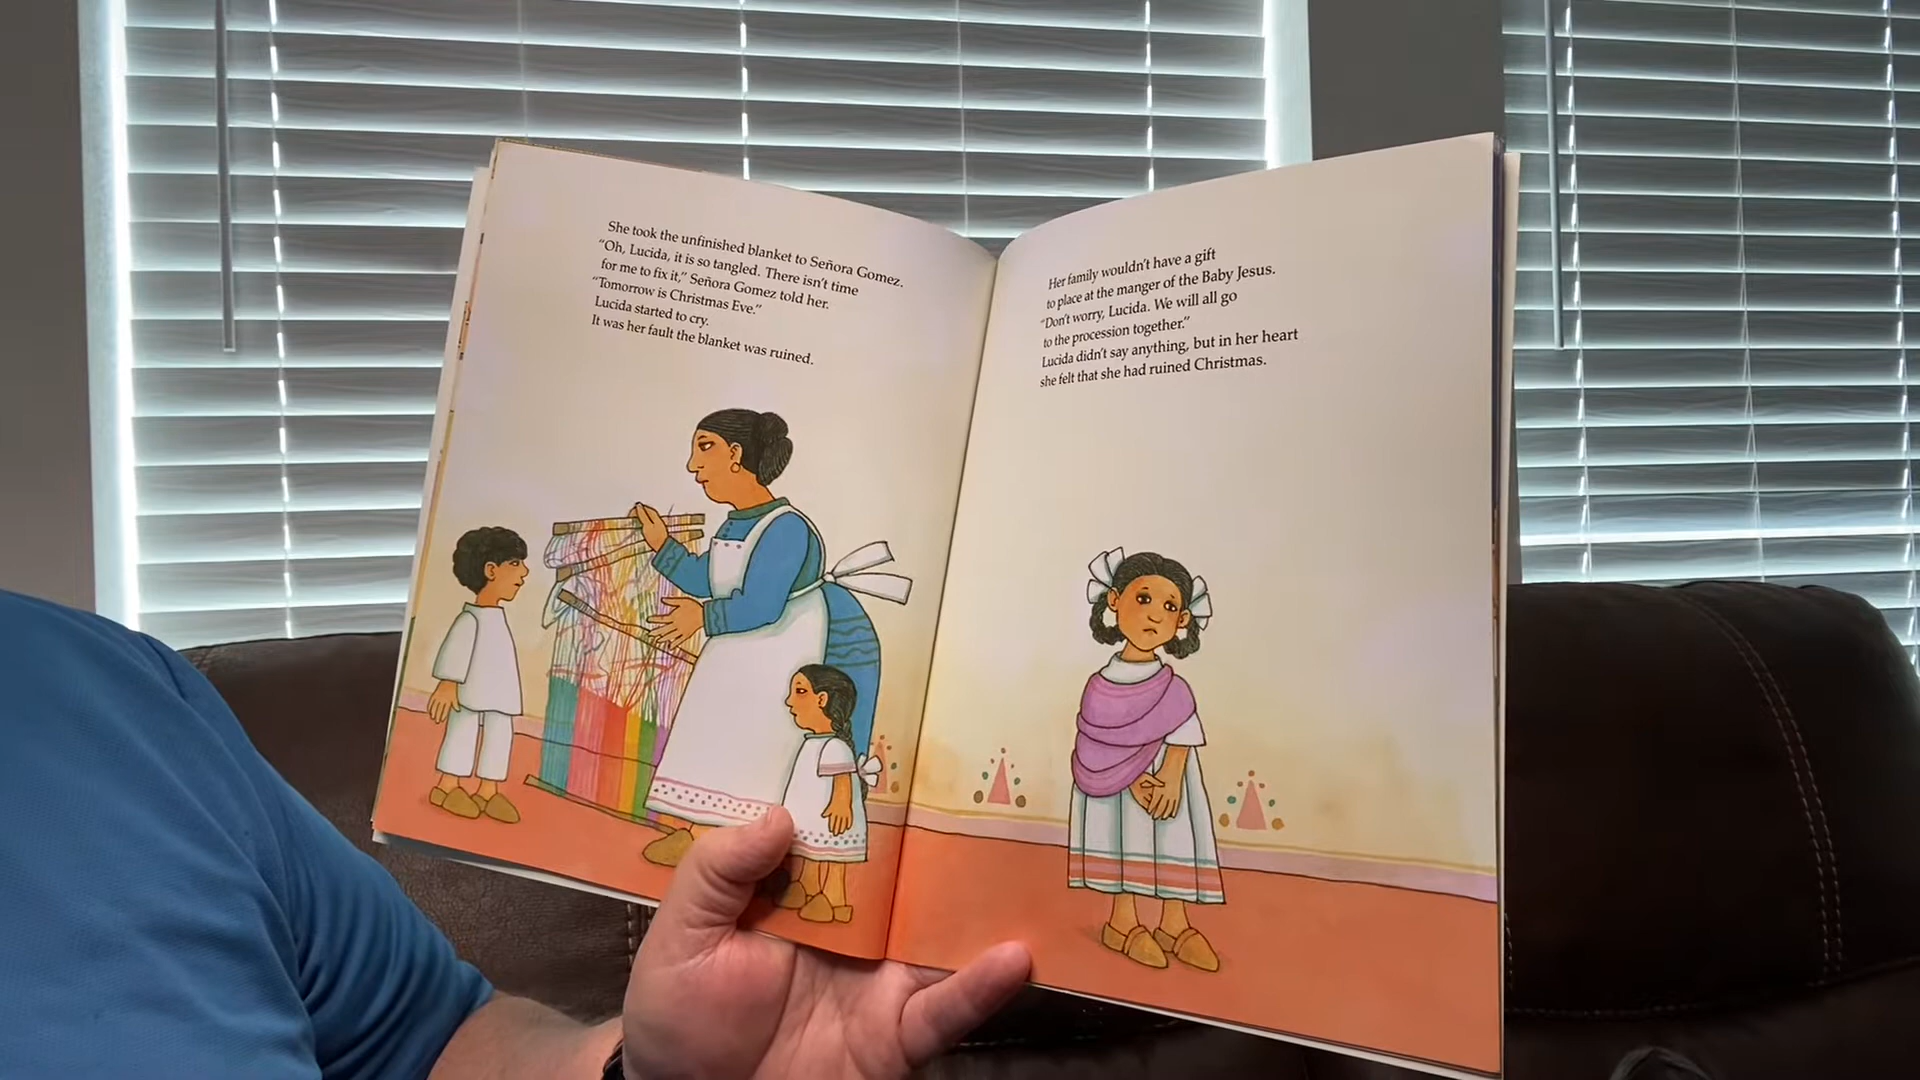 She took the unfinished blanket to Señora Gomez.
“Oh, Lucida, it is so tangled. There isn’t time
for me to fix it,” Señora Gomez told her.
“Tomorrow is Christmas Eve.”
Lucida started to cry.
It was her fault the blanket was ruined.
Her family wouldn’t have a gift
to place at the manger of the Baby Jesus.
“Don’t worry, Lucida. We will all go
to the procession together.”
Lucida didn’t say anything, but in her heart
she felt that she had ruined Christmas.